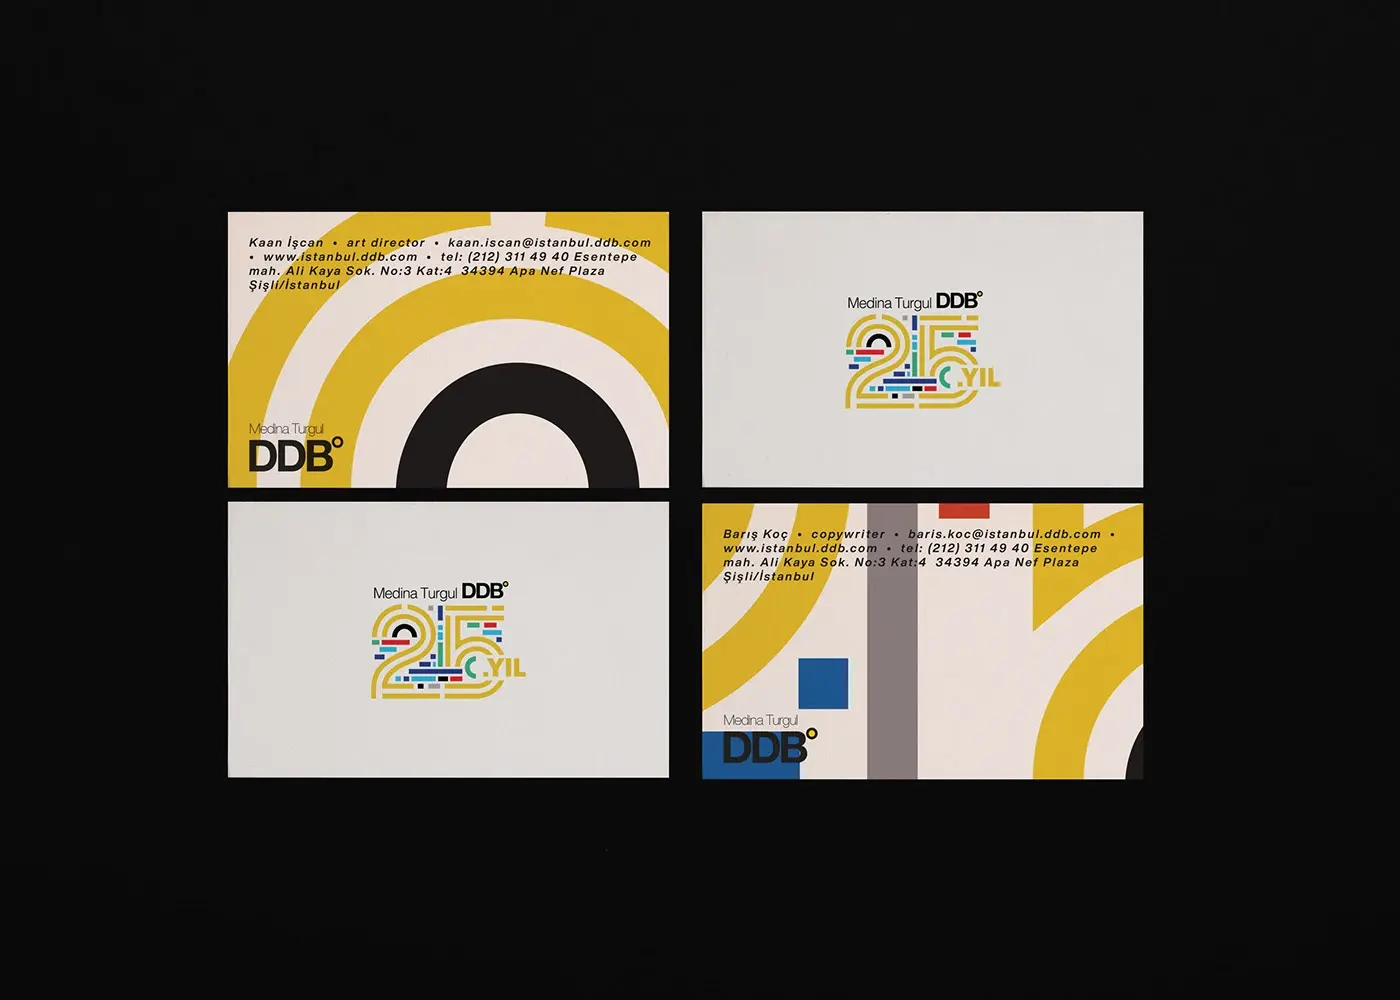 Kaan İşcan • art director • kaan.iscan@istanbul.ddb.com
• www.istanbul.ddb.com • tel: (212) 311 49 40 Esentepe
mah. Ali Kaya Sok. No:3 Kat:4 34394 Apa Nef Plaza
Şişli/İstanbul
Medina Turgul
DDB°
Medina Turgul DDB°
25.YIL
Medina Turgul DDB°
25.YIL
Barış Koç • copywriter • baris.koc@istanbul.ddb.com •
www.istanbul.ddb.com • tel: (212) 311 49 40 Esentepe
mah. Ali Kaya Sok. No:3 Kat:4 34394 Apa Nef Plaza
Şişli/İstanbul
Medina Turgul
DDB°